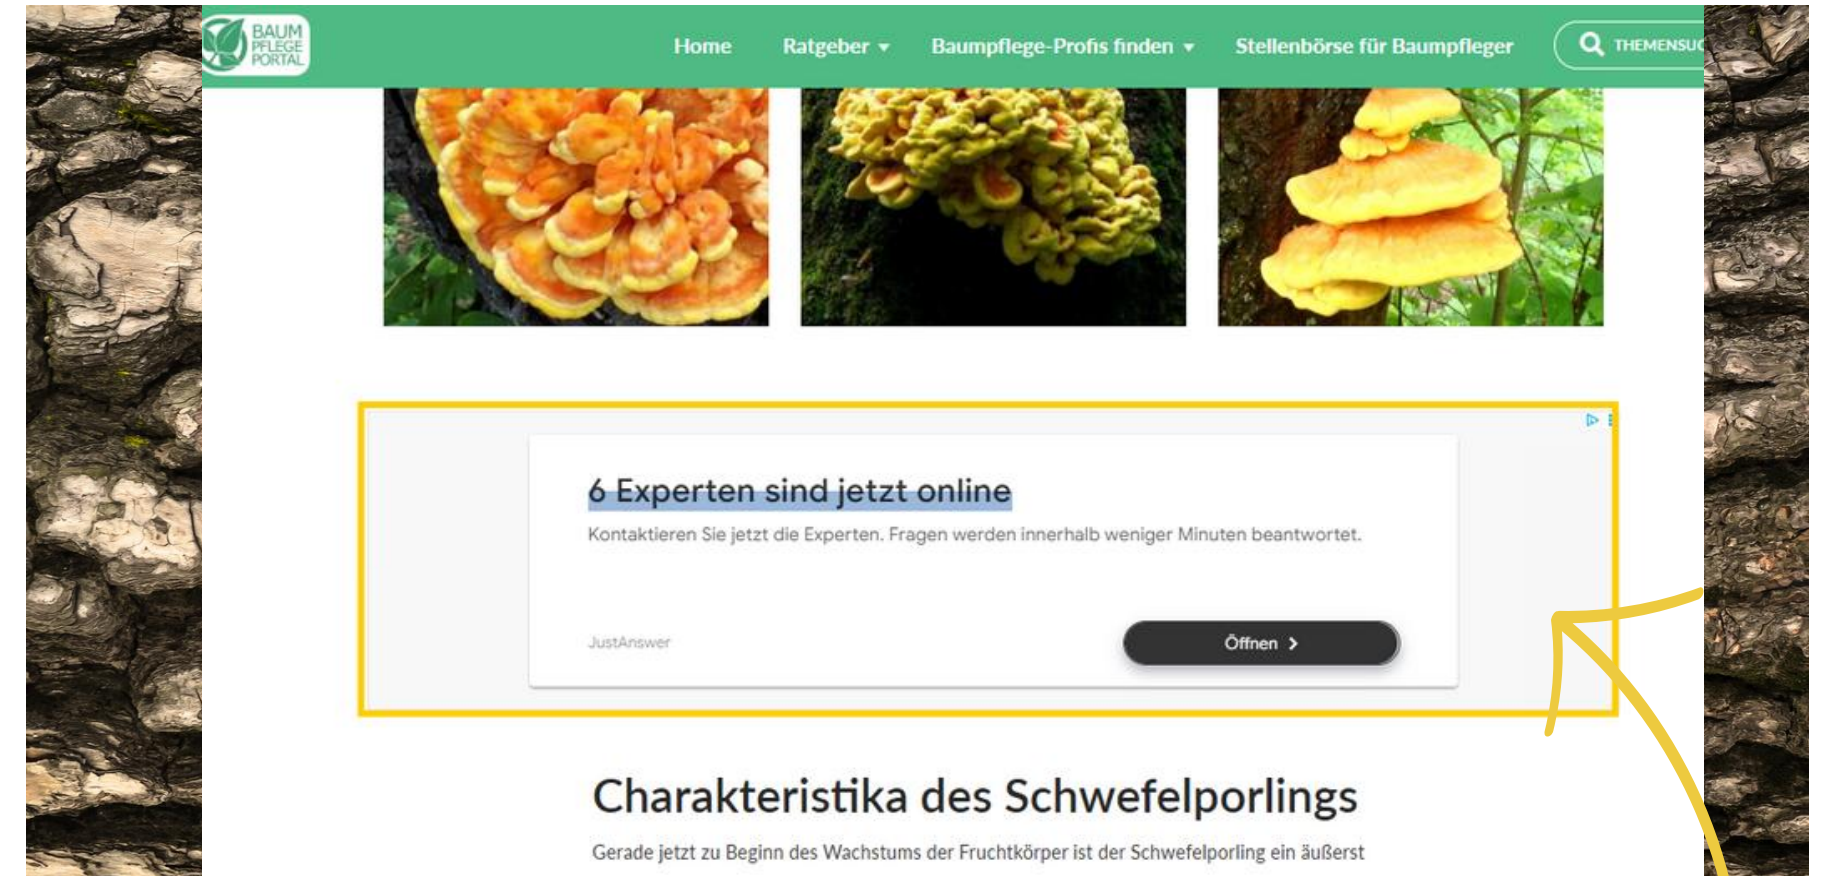 BAUM
PFLEGE
PORTAL
Home Ratgeber Baumpflege-Profis finden Stellenbörse für Baumpfleger THEMENSUC
6 Experten sind jetzt online
Kontaktieren Sie jetzt die Experten. Fragen werden innerhalb weniger Minuten beantwortet.
JustAnswer Öffnen
Charakteristika des Schwefelporlings
Gerade jetzt zu Beginn des Wachstums der Fruchtkörper ist der Schwefelporling ein äußerst